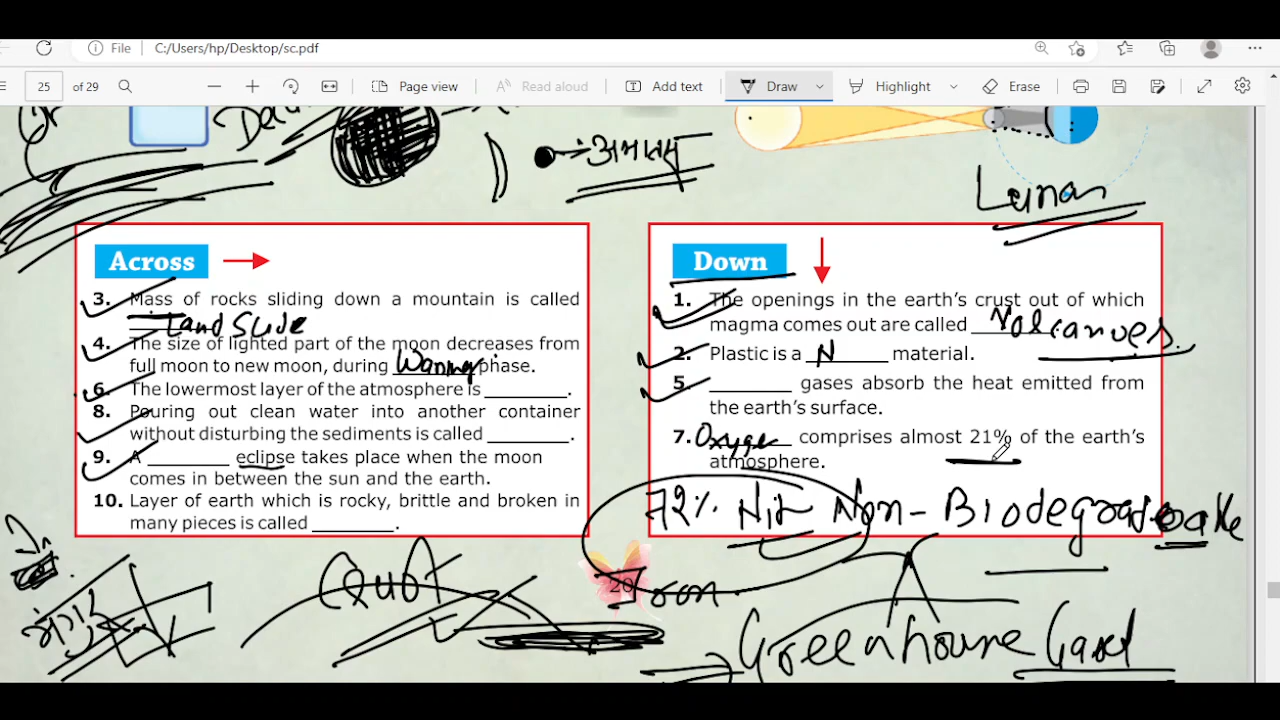 File C:/Users/hp/Desktop/sc.pdf
25 of 29 Page view Read aloud Add text Draw Highlight Erase
Lunar
Across
3. Mass of rocks sliding down a mountain is called
Land Slide
4. The size of lighted part of the moon decreases from
full moon to new moon, during Waning phase.
6. The lowermost layer of the atmosphere is ________.
8. Pouring out clean water into another container
without disturbing the sediments is called ________.
9. A ________ eclipse takes place when the moon
comes in between the sun and the earth.
10. Layer of earth which is rocky, brittle and broken in
many pieces is called ________.
Down
1. The openings in the earth's crust out of which
magma comes out are called Volcanoes
2. Plastic is a N________ material.
5. ________ gases absorb the heat emitted from
the earth's surface.
7. Oxyge comprises almost 21% of the earth's
atmosphere.
72% Nit Non-Biodegradable
20
Greenhouse